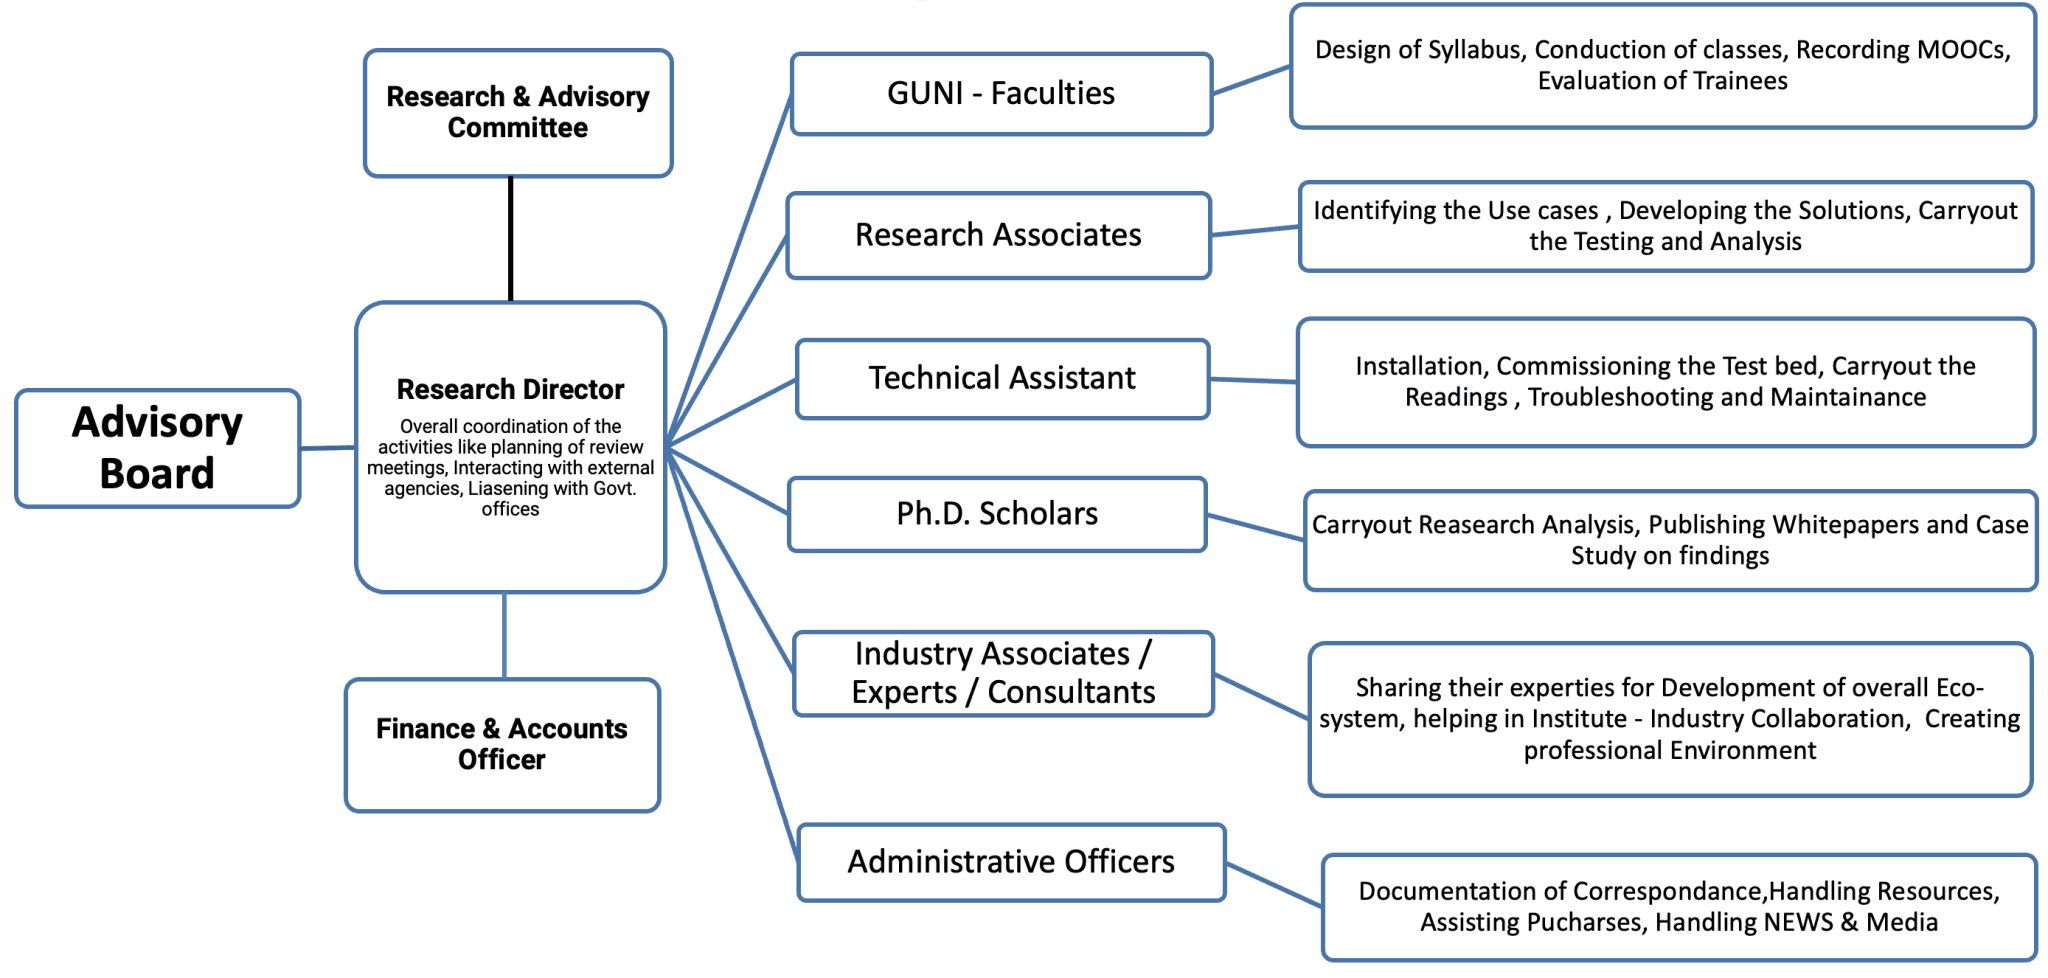 Advisory
Board
Research & Advisory
Committee
Research Director
Overall coordination of the
activities like planning of review
meetings, Interacting with external
agencies, Liasening with Govt.
offices
Finance & Accounts
Officer
GUNI - Faculties
Design of Syllabus, Conduction of classes, Recording MOOCs,
Evaluation of Trainees
Research Associates
Identifying the Use cases , Developing the Solutions, Carryout
the Testing and Analysis
Technical Assistant
Installation, Commissioning the Test bed, Carryout the
Readings , Troubleshooting and Maintainance
Ph.D. Scholars
Carryout Reasearch Analysis, Publishing Whitepapers and Case
Study on findings
Industry Associates /
Experts / Consultants
Sharing their experties for Development of overall Eco-
system, helping in Institute - Industry Collaboration,  Creating
professional Environment
Administrative Officers
Documentation of Correspondance,Handling Resources,
Assisting Pucharses, Handling NEWS & Media